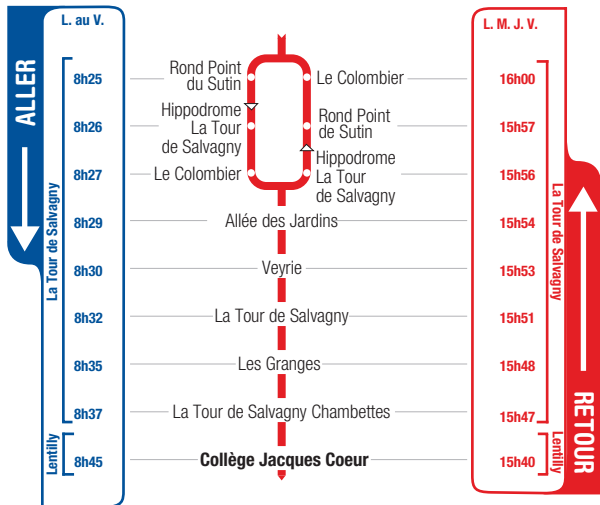 L. au V.
L. M. J. V.
ALLER
8h25
Rond Point
du Sutin
Le Colombier
16h00
8h26
Hippodrome
La Tour
de Salvagny
Rond Point
de Sutin
15h57
8h27
Le Colombier
Hippodrome
La Tour
de Salvagny
15h56
La Tour de Salvagny
8h29
Allée des Jardins
15h54
La Tour de Salvagny
8h30
Veyrie
15h53
8h32
La Tour de Salvagny
15h51
8h35
Les Granges
15h48
8h37
La Tour de Salvagny Chambettes
15h47
RETOUR
Lentilly
8h45
Collège Jacques Coeur
15h40
Lentilly